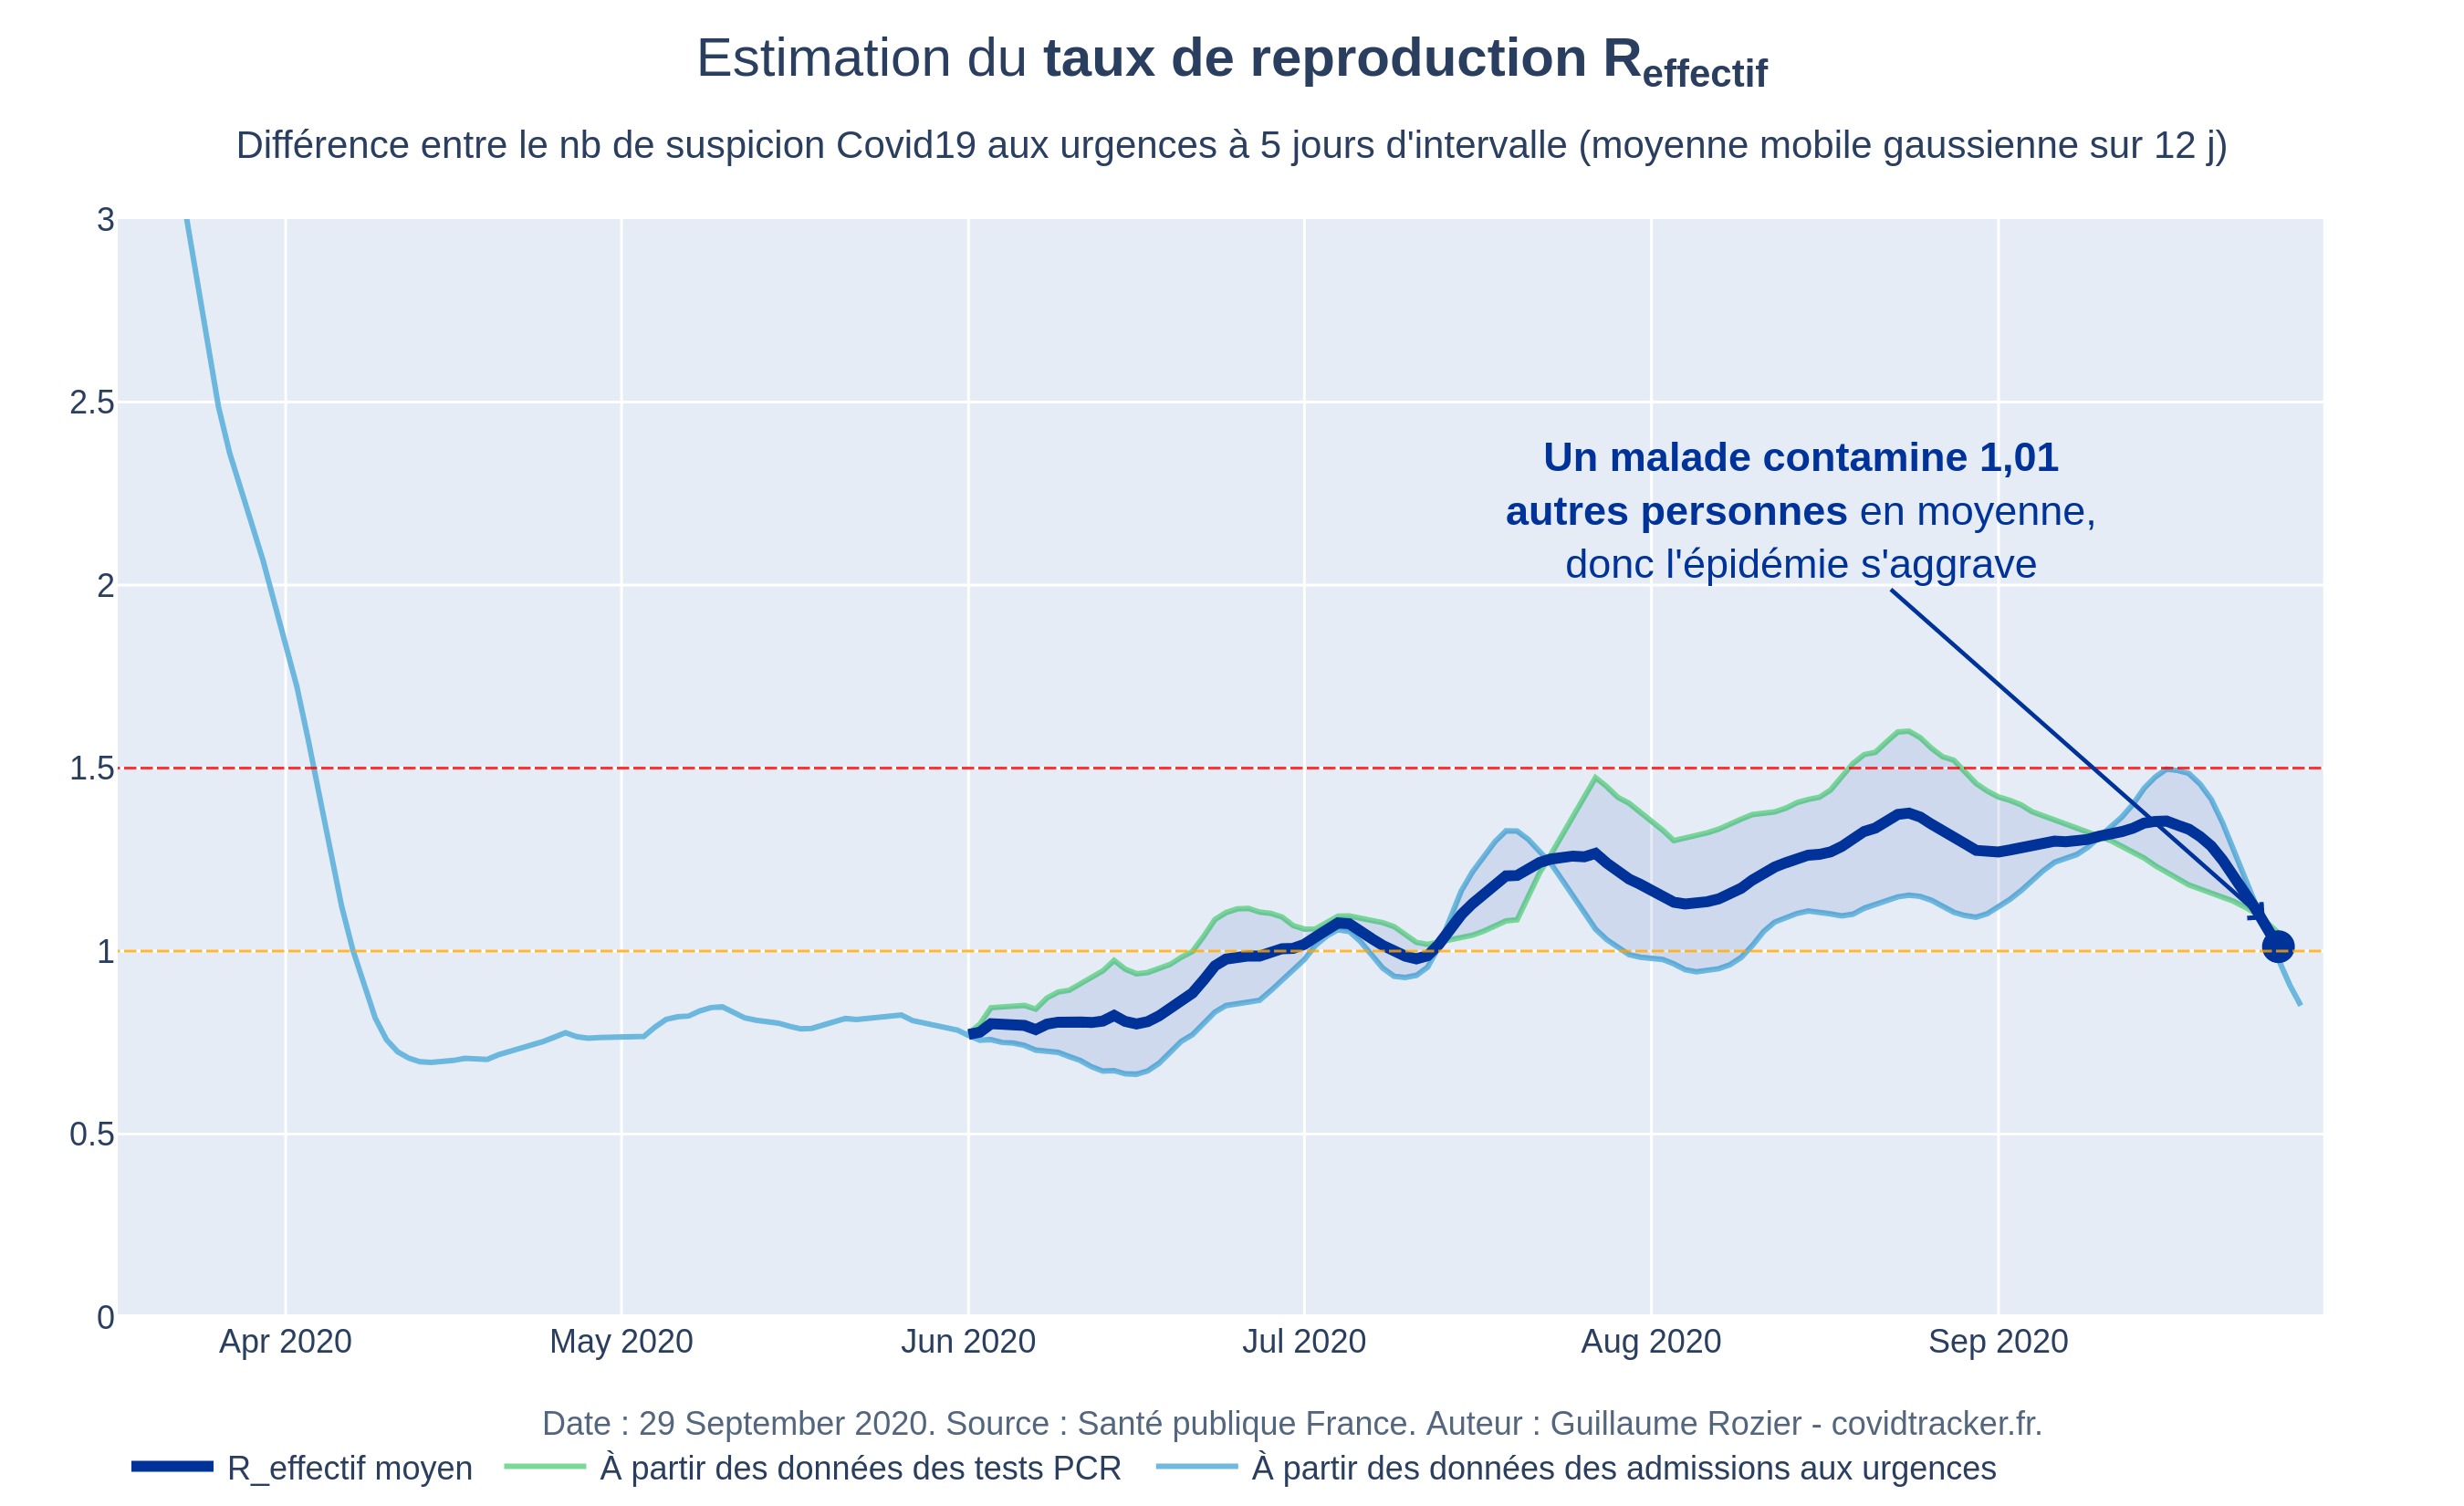 Estimation du taux de reproduction Reffectif
Différence entre le nb de suspicion Covid19 aux urgences à 5 jours d'intervalle (moyenne mobile gaussienne sur 12 j)
3
2.5
Un malade contamine 1,01
autres personnes en moyenne,
donc l'épidémie s'aggrave
2
1.5
1
0.5
0
Apr 2020 May 2020 Jun 2020 Jul 2020 Aug 2020 Sep 2020
Date : 29 September 2020. Source : Santé publique France. Auteur : Guillaume Rozier - covidtracker.fr.
R_effectif moyen À partir des données des tests PCR À partir des données des admissions aux urgences